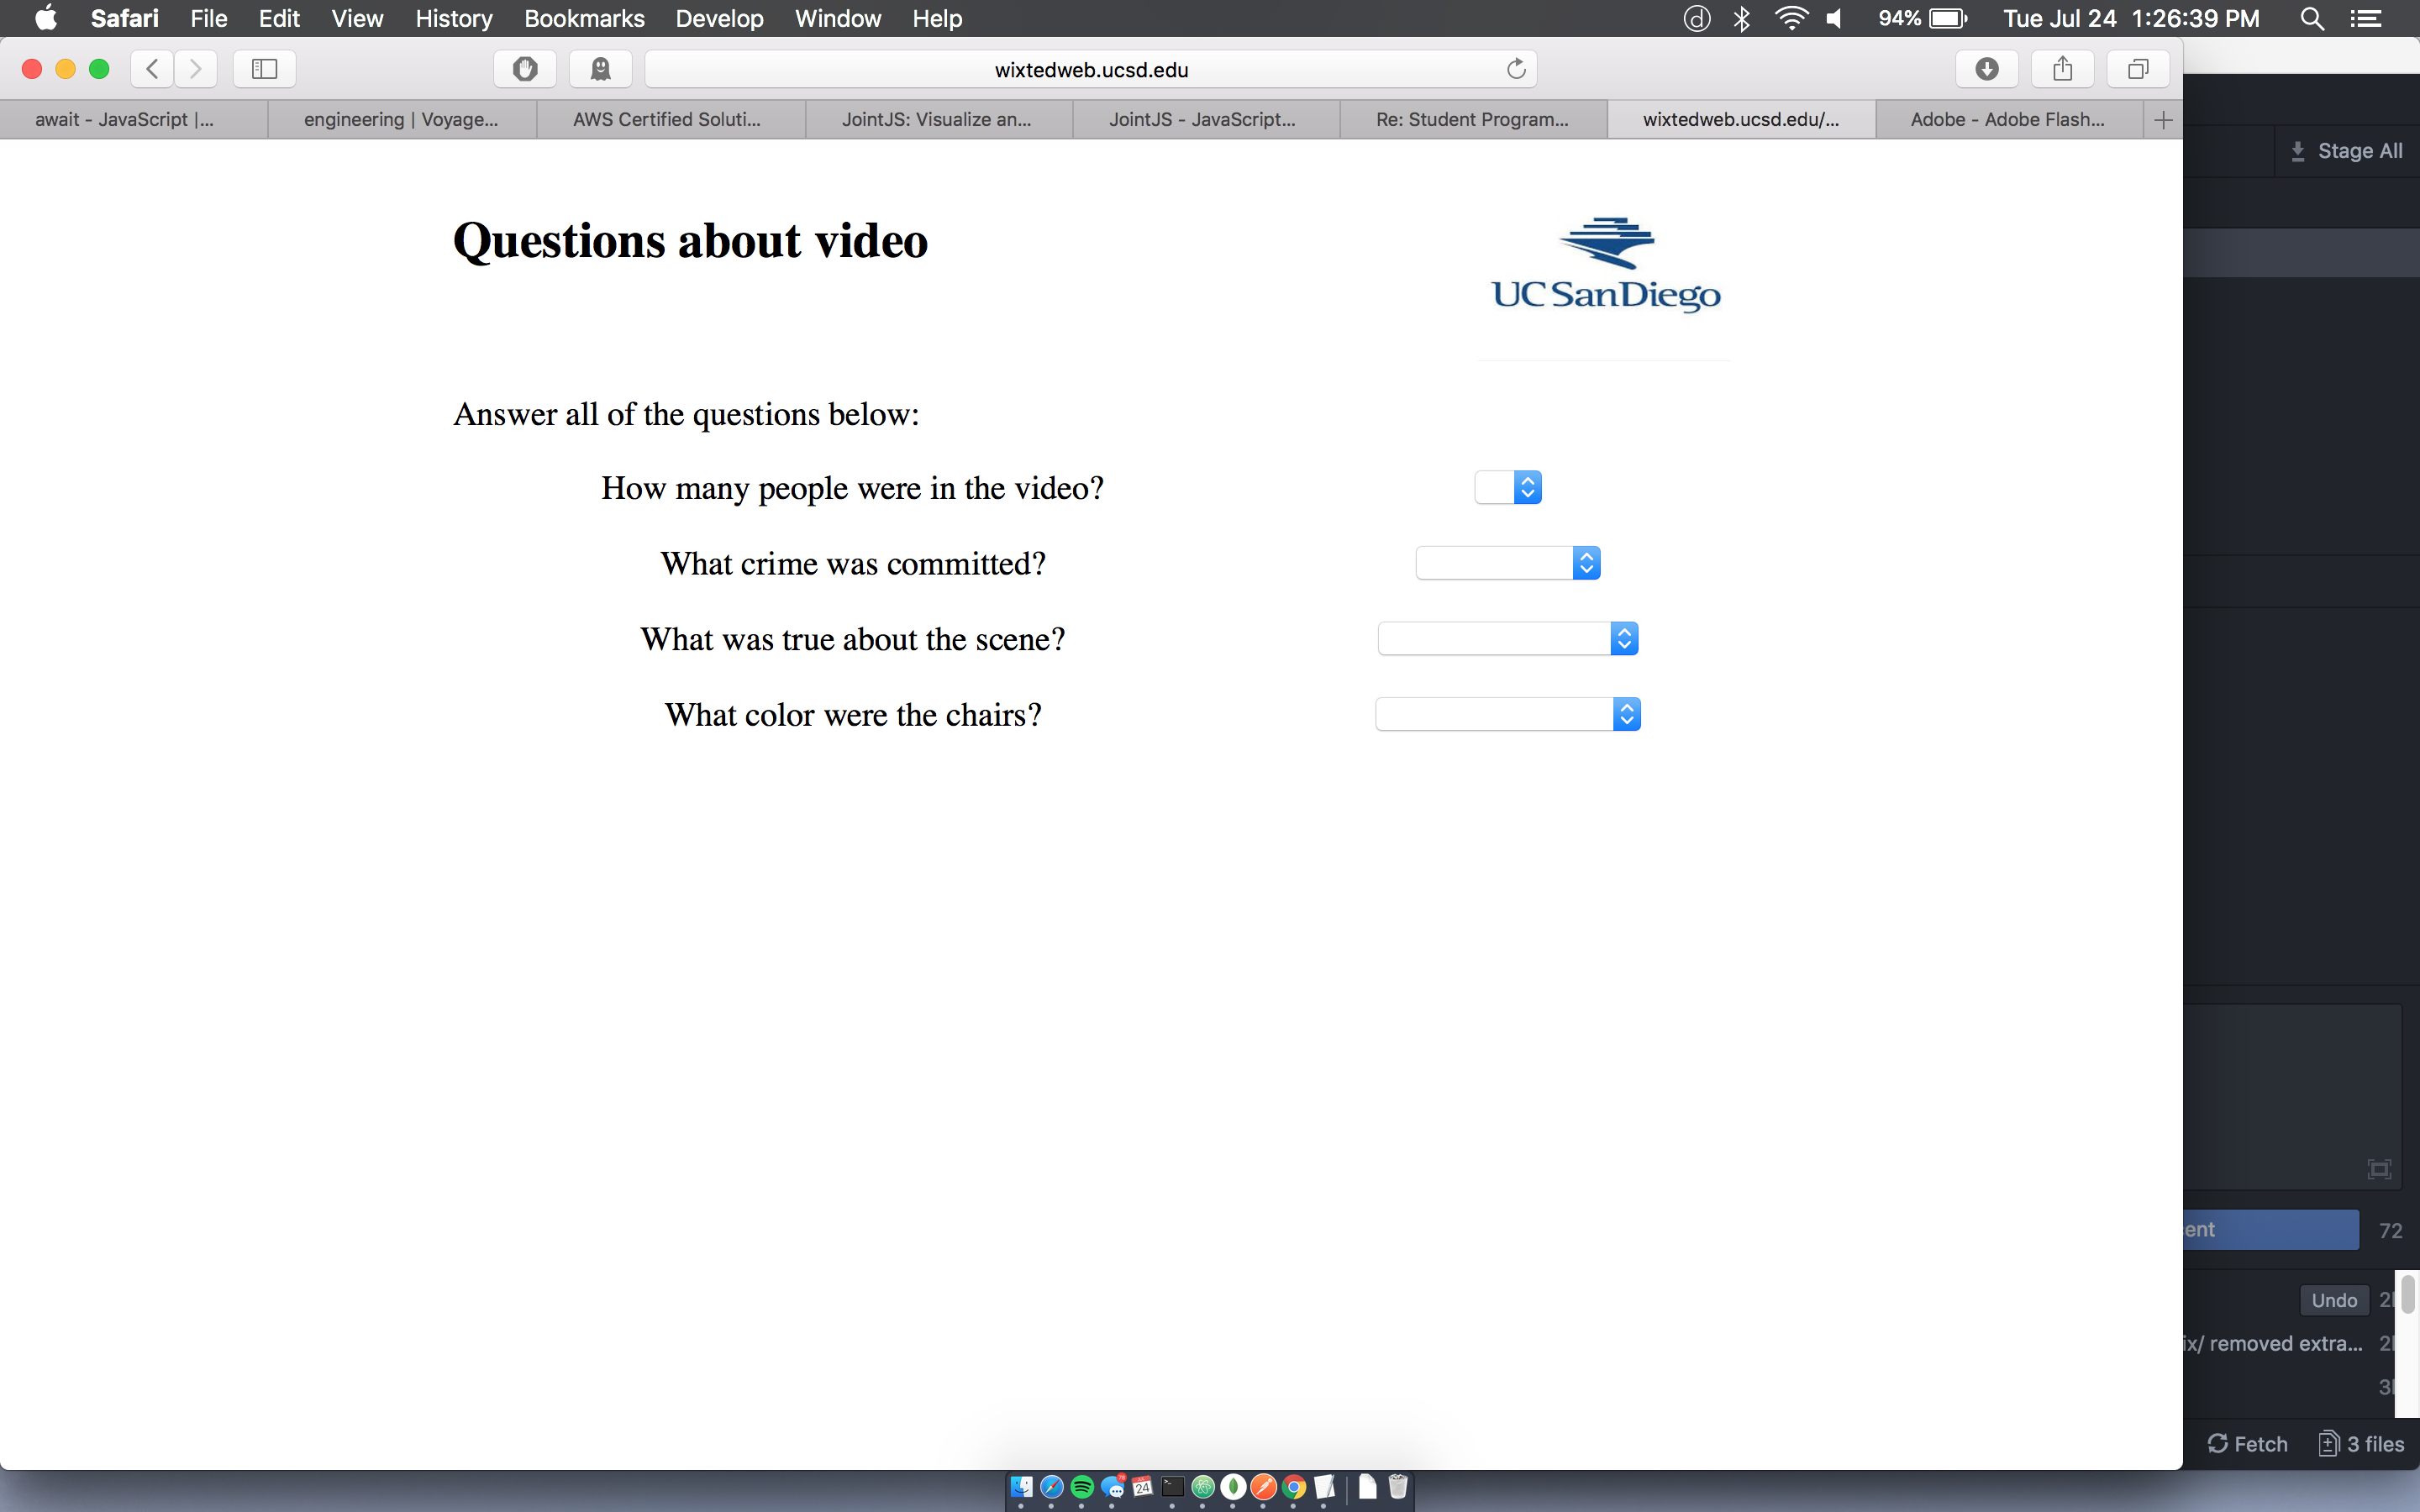 Safari File Edit View History Bookmarks Develop Window Help 94% Tue Jul 24 1:26:39 PM
wixtedweb.ucsd.edu
await - JavaScript |... engineering | Voyage... AWS Certified Soluti... JointJS: Visualize an... JointJS - JavaScript... Re: Student Program... wixtedweb.ucsd.edu/... Adobe - Adobe Flash...
Stage All
Questions about video
UC San Diego
Answer all of the questions below:
How many people were in the video?
What crime was committed?
What was true about the scene?
What color were the chairs?
ent 72
Undo
ix/ removed extra...
Fetch 3 files
24